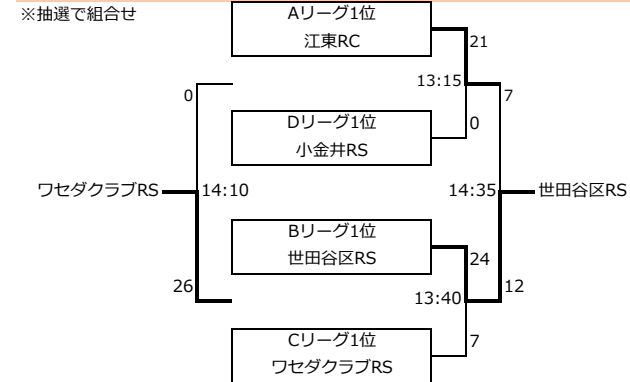 ※抽選で組合せ
Aリーグ1位
江東RC
21
13:15
0
7
Dリーグ1位
0
小金井RS
ワセダクラブRS
14:10
14:35
世田谷区RS
Bリーグ1位
世田谷区RS
24
26
12
13:40
Cリーグ1位
7
ワセダクラブRS